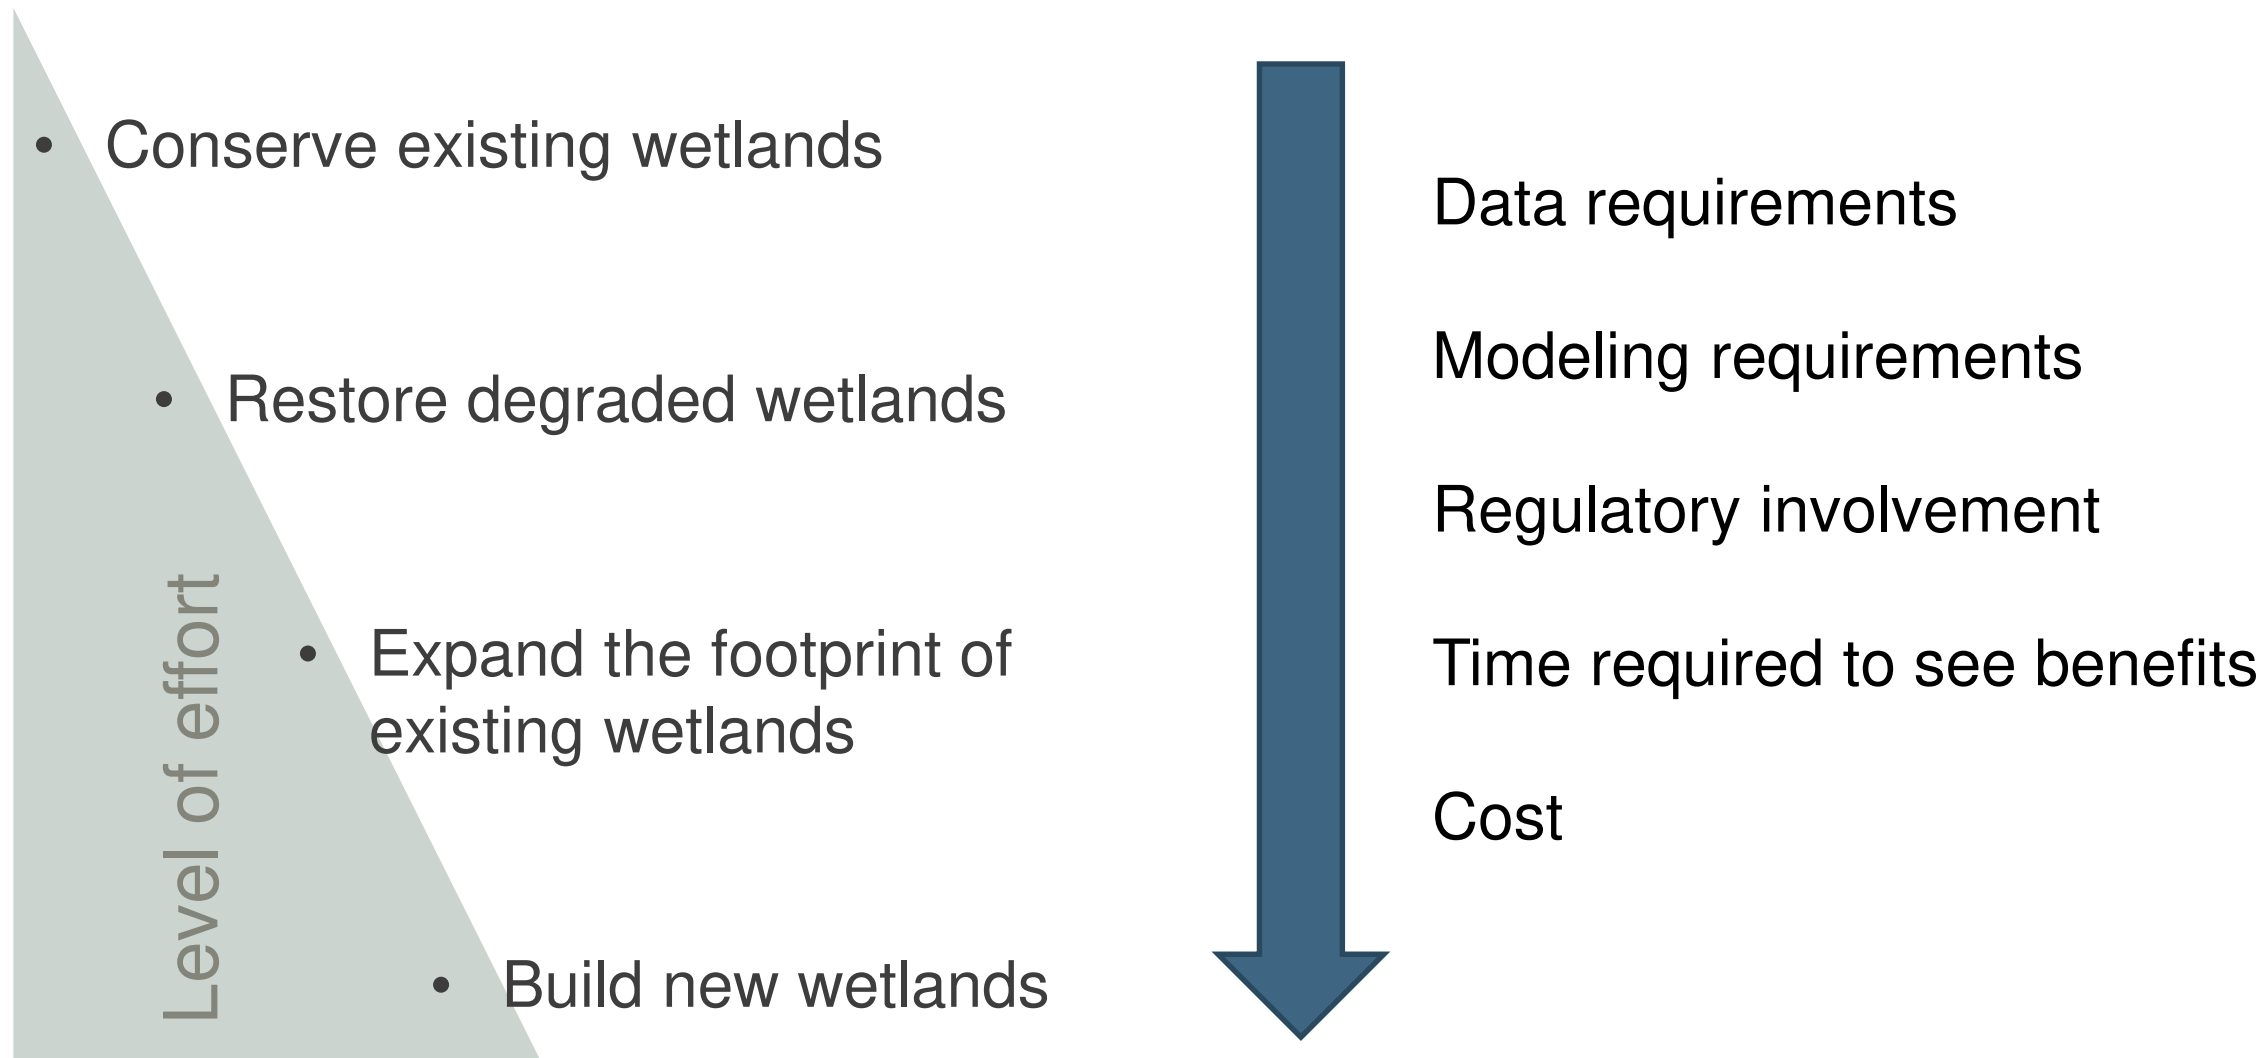 • Conserve existing wetlands
• Restore degraded wetlands
• Expand the footprint of
existing wetlands
• Build new wetlands
Level of effort
Data requirements
Modeling requirements
Regulatory involvement
Time required to see benefits
Cost